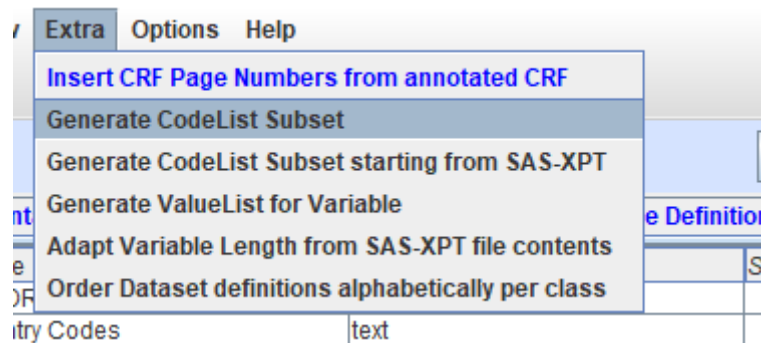 Extra Options Help
Insert CRF Page Numbers from annotated CRF
Generate CodeList Subset
Generate CodeList Subset starting from SAS-XPT
Generate ValueList for Variable
e Definitio
Adapt Variable Length from SAS-XPT file contents
Order Dataset definitions alphabetically per class
ntry Codes text